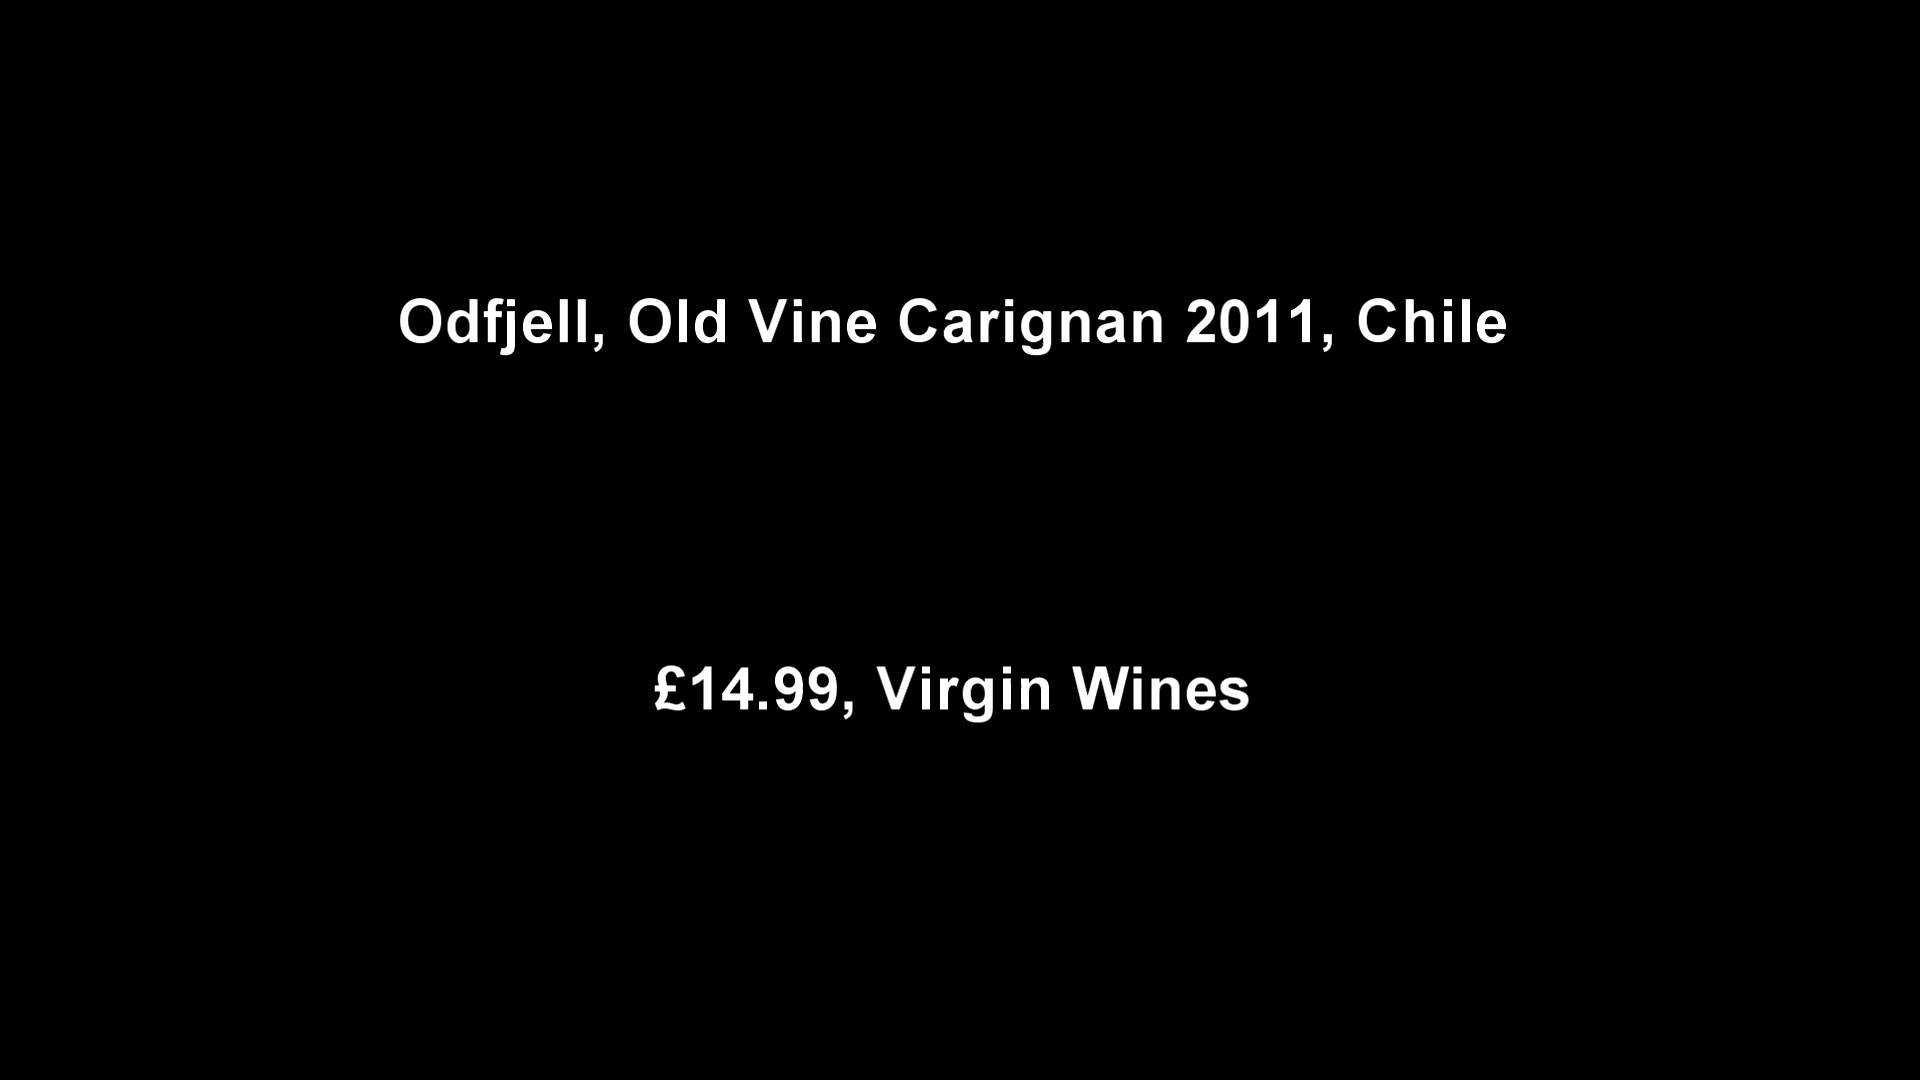 Odfjell, Old Vine Carignan 2011, Chile
£14.99, Virgin Wines